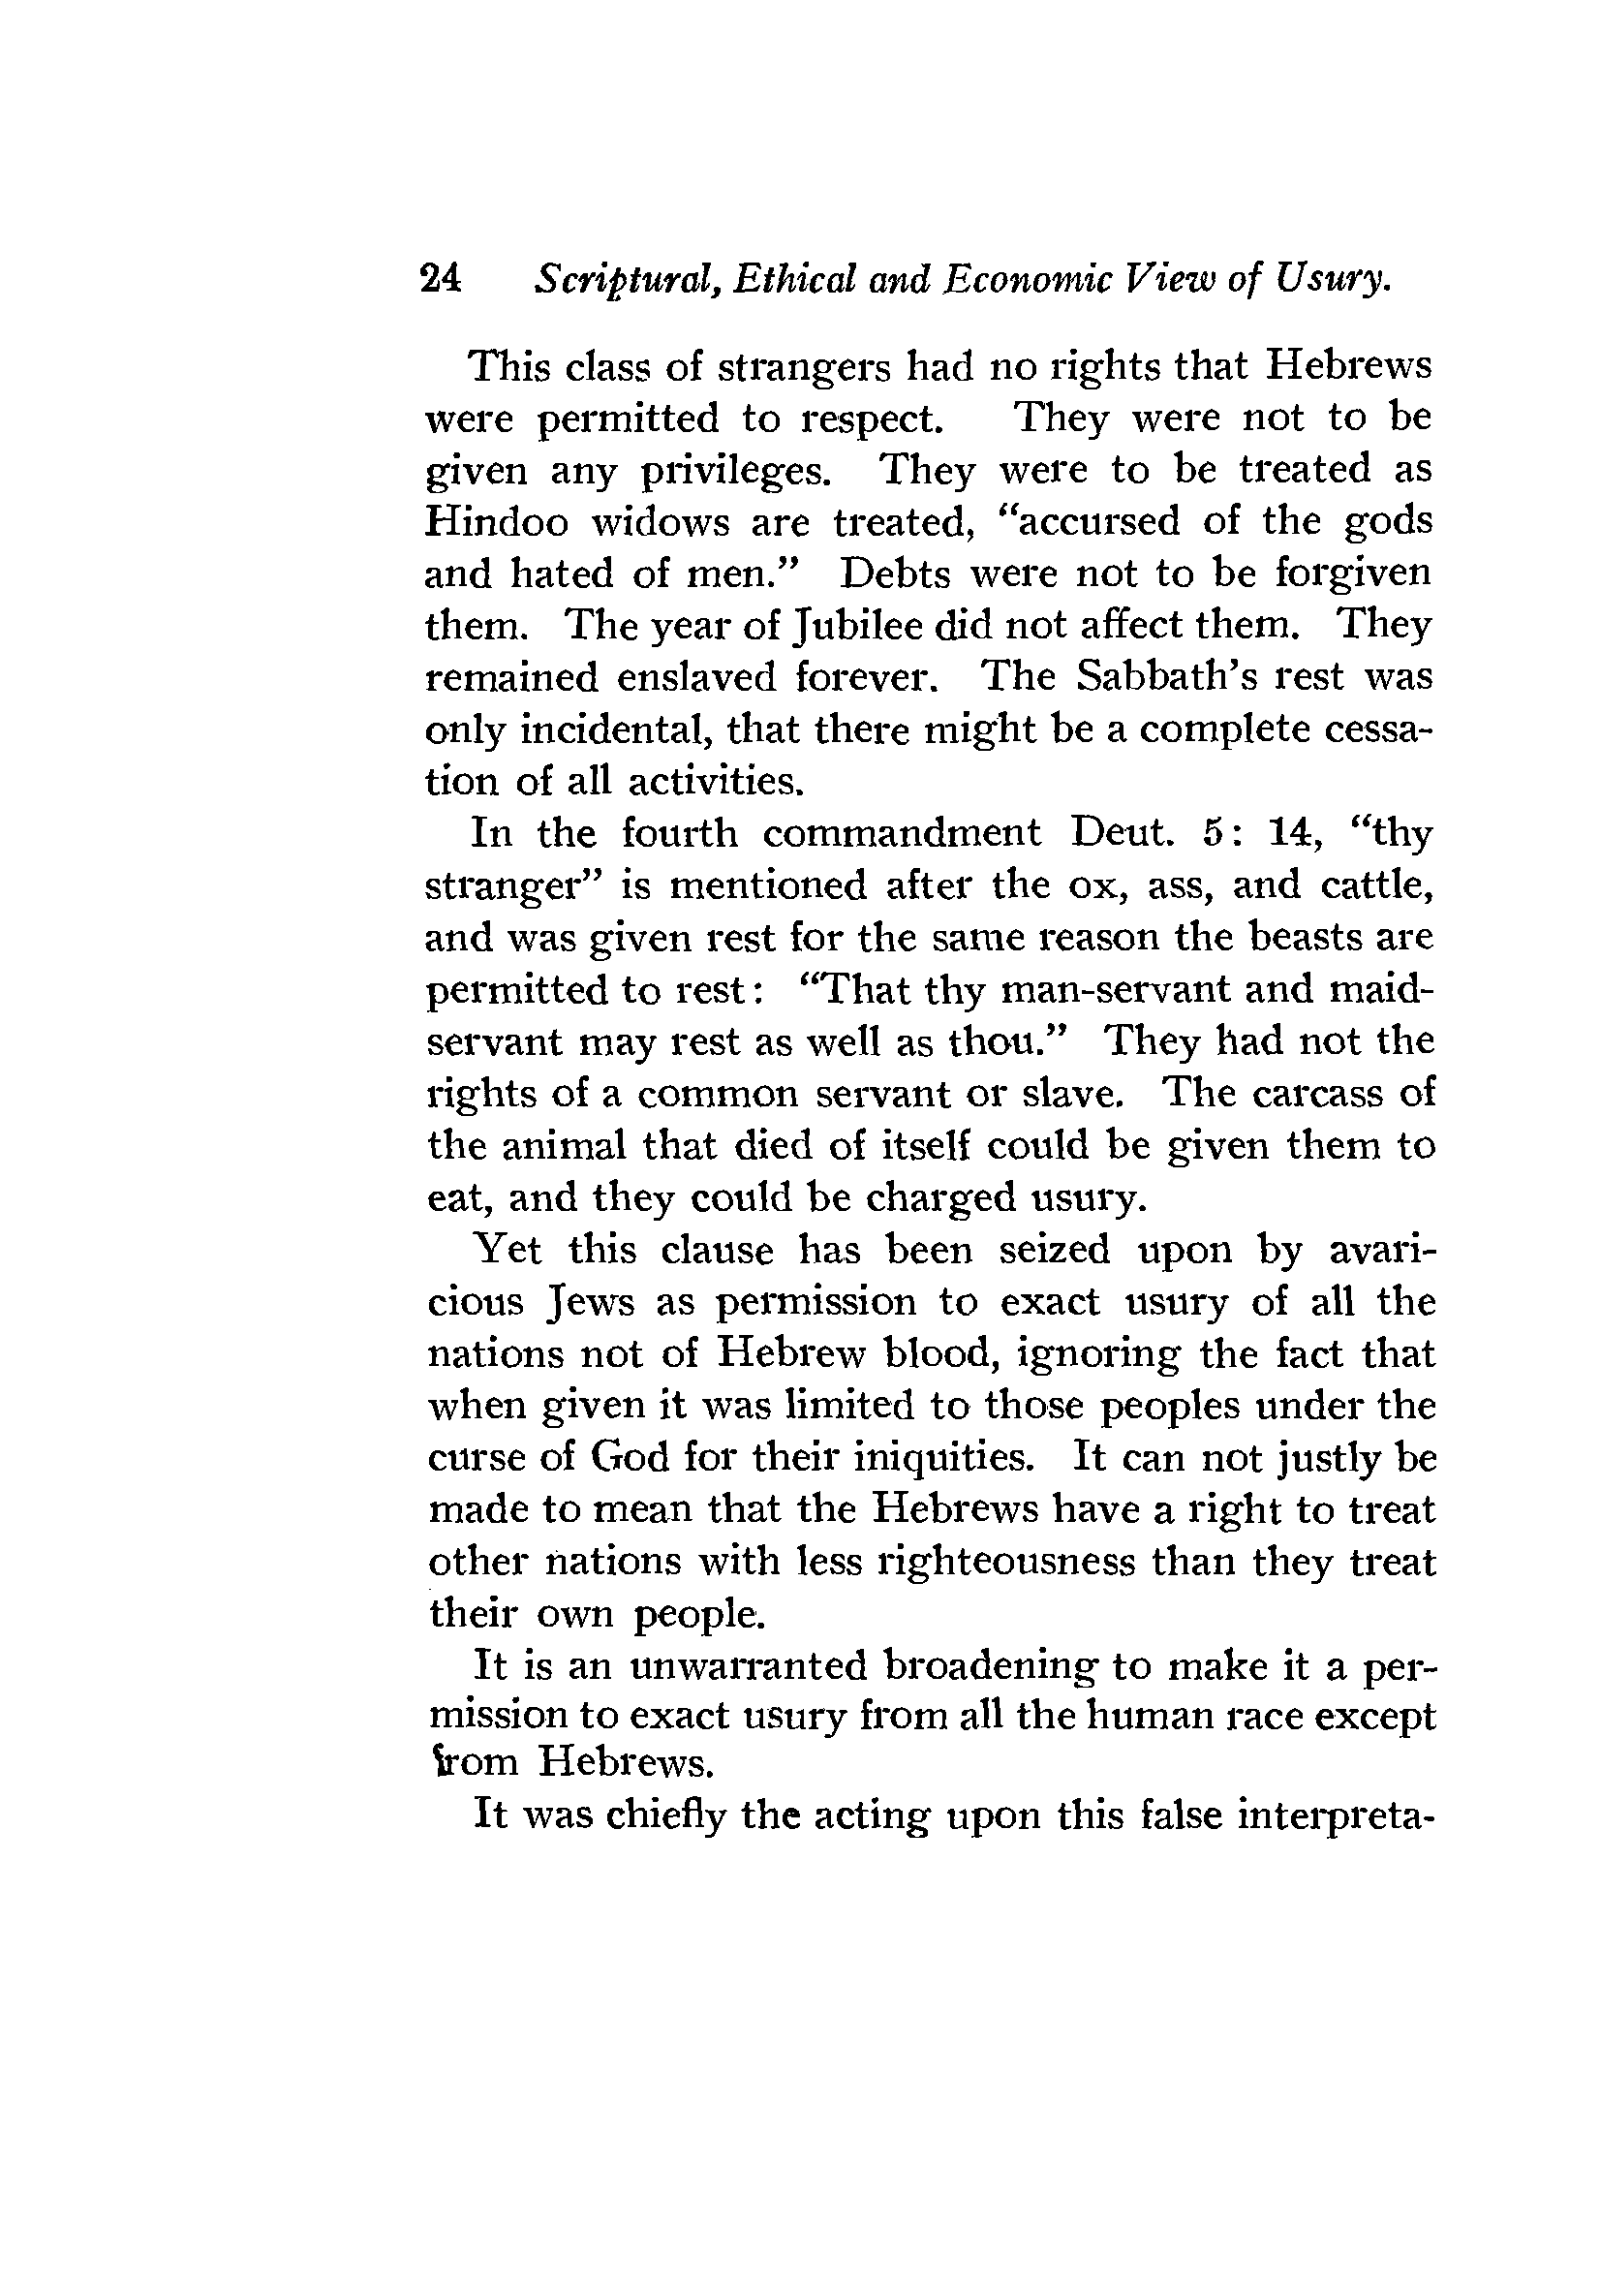 24 Scriptural, Ethical and Economic View of Usury.
This class of strangers had no rights that Hebrews
were permitted to respect. They were not to be
given any privileges. They were to be treated as
Hindoo widows are treated, “accursed of the gods
and hated of men.” Debts were not to be forgiven
them. The year of Jubilee did not affect them. They
remained enslaved forever. The Sabbath’s rest was
only incidental, that there might be a complete cessa-
tion of all activities.
In the fourth commandment Deut. 5: 14, “thy
stranger” is mentioned after the ox, ass, and cattle,
and was given rest for the same reason the beasts are
permitted to rest: “That thy man-servant and maid-
servant may rest as well as thou.” They had not the
rights of a common servant or slave. The carcass of
the animal that died of itself could be given them to
eat, and they could be charged usury.
Yet this clause has been seized upon by avari-
cious Jews as permission to exact usury of all the
nations not of Hebrew blood, ignoring the fact that
when given it was limited to those peoples under the
curse of God for their iniquities. It can not justly be
made to mean that the Hebrews have a right to treat
other nations with less righteousness than they treat
their own people.
It is an unwarranted broadening to make it a per-
mission to exact usury from all the human race except
from Hebrews.
It was chiefly the acting upon this false interpreta-